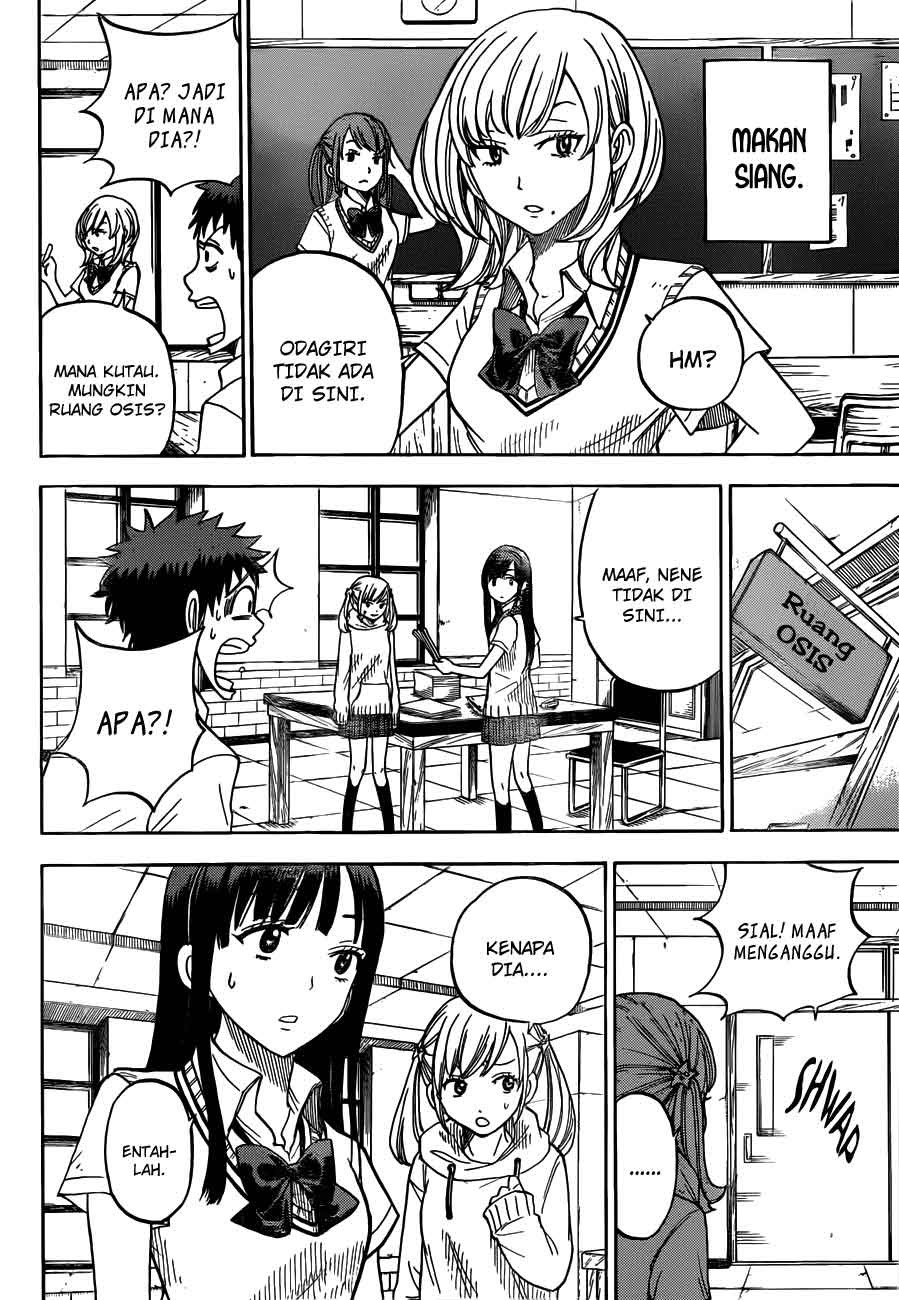 MAKAN
SIANG.
HM?
ODAGIRI
TIDAK ADA
DI SINI.
APA? JADI
DI MANA
DIA?!
MANA KUTAU.
MUNGKIN
RUANG OSIS?
Ruang
OSIS
MAAF, NENE
TIDAK DI
SINI...
APA?!
SIAL! MAAF
MENGANGGU.
SHWAP
......
KENAPA
DIA....
ENTAH-
LAH.